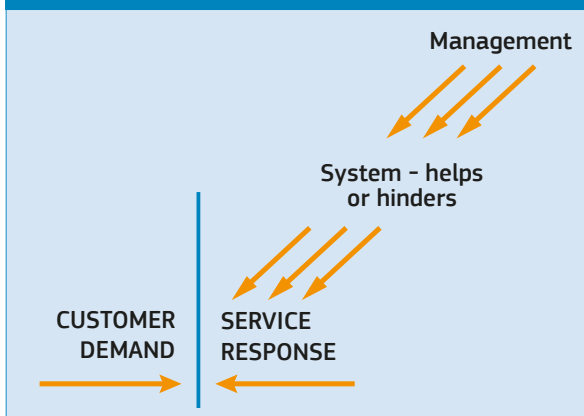 Management
System - helps
or hinders
CUSTOMER
DEMAND
SERVICE
RESPONSE